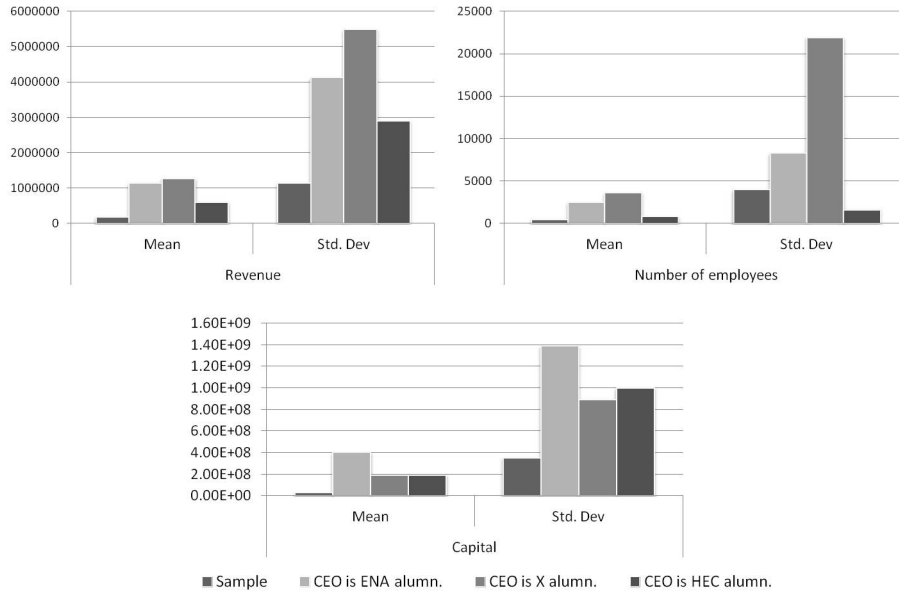 6000000
5000000
4000000
3000000
2000000
1000000
0
Mean
Std. Dev
Revenue
25000
20000
15000
10000
5000
0
Mean
Std. Dev
Number of employees
1.60E+09
1.40E+09
1.20E+09
1.00E+09
8.00E+08
6.00E+08
4.00E+08
2.00E+08
0.00E+00
Mean
Std. Dev
Capital
Sample
CEO is ENA alumn.
CEO is X alumn.
CEO is HEC alumn.